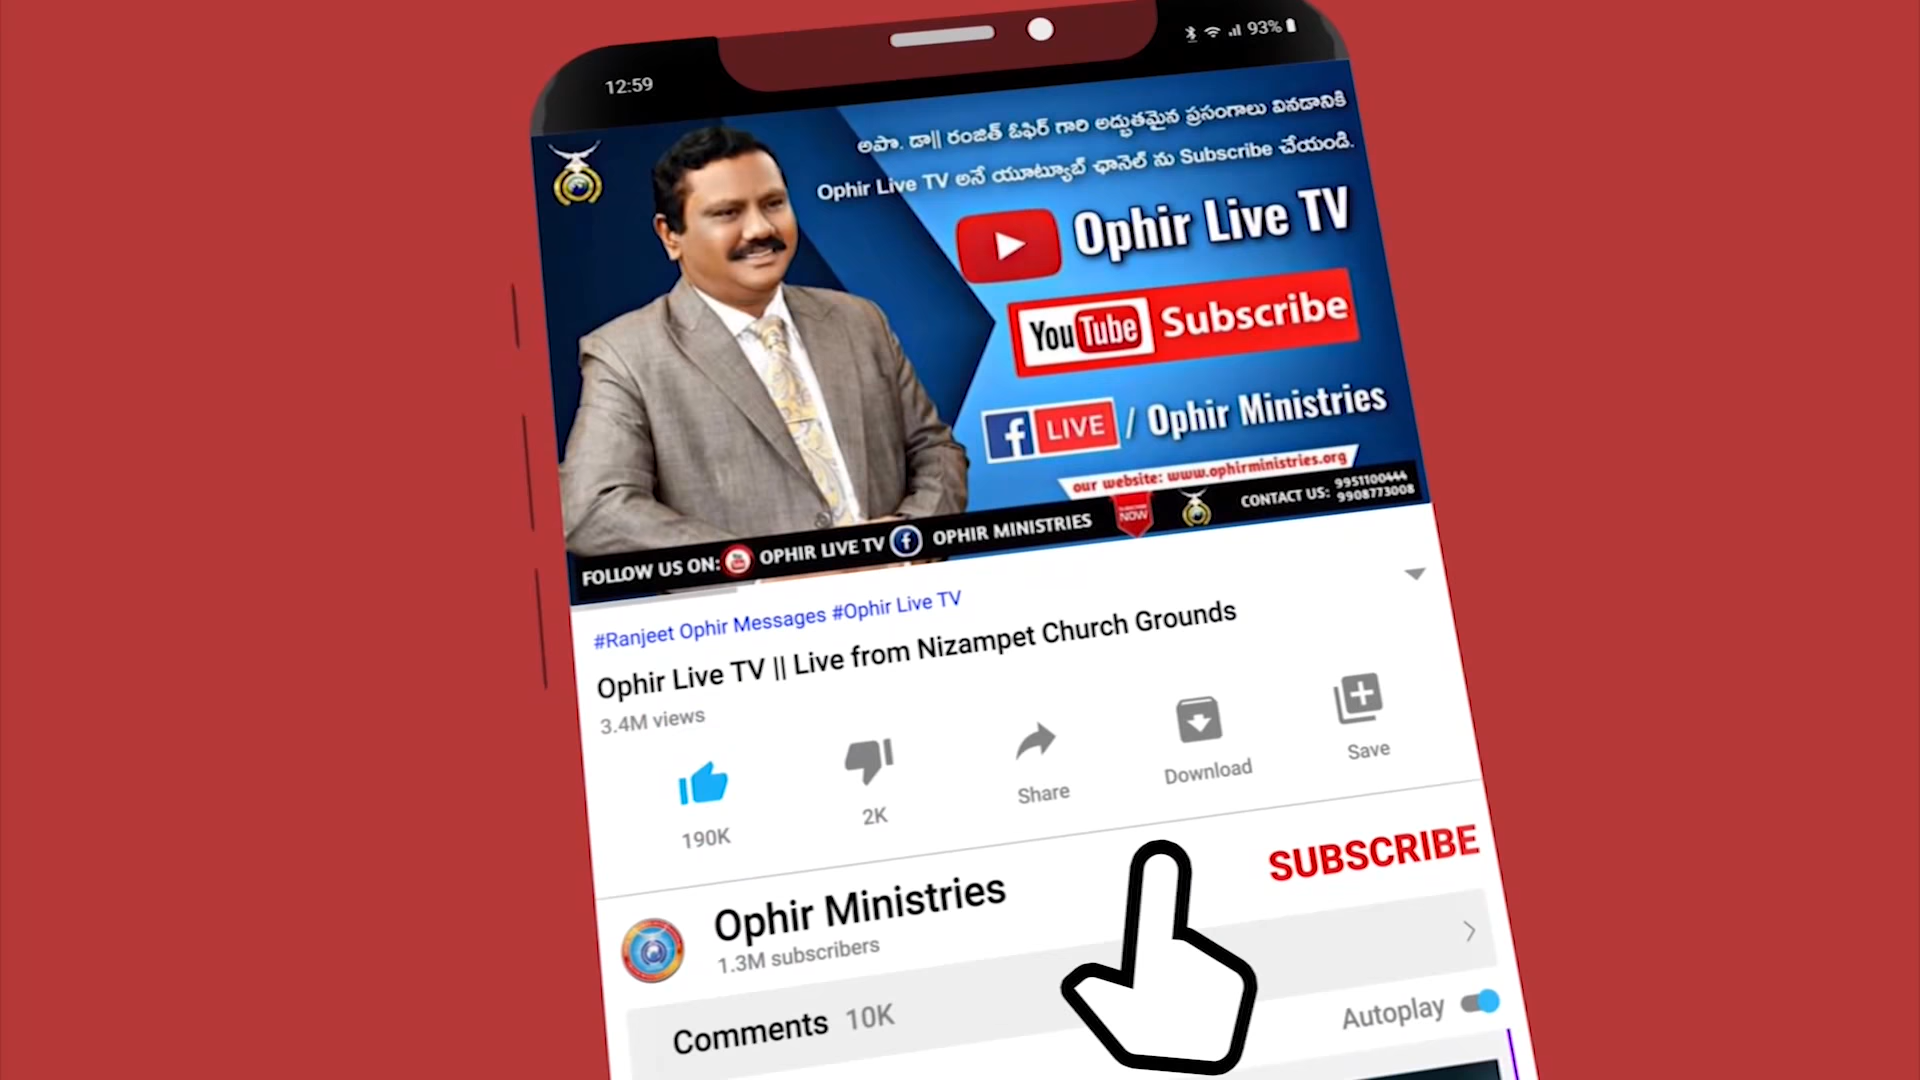 12:59
93%
అపొ. డా|| రంజిత్ ఓఫిర్ గారి అద్భుతమైన ప్రసంగాలు వినడానికి
Ophir Live TV అనే యూట్యూబ్ ఛానెల్ ను Subscribe చేయండి.
Ophir Live TV
YouTube Subscribe
f LIVE / Ophir Ministries
our website: www.ophirministries.org
FOLLOW US ON: OPHIR LIVE TV f OPHIR MINISTRIES
NOW
CONTACT US: 9951100444
9908773008
#Ranjeet Ophir Messages #Ophir Live TV
Ophir Live TV || Live from Nizampet Church Grounds
3.4M views
190K
2K
Share
Download
Save
Ophir Ministries
SUBSCRIBE
1.3M subscribers
Comments 10K
Autoplay